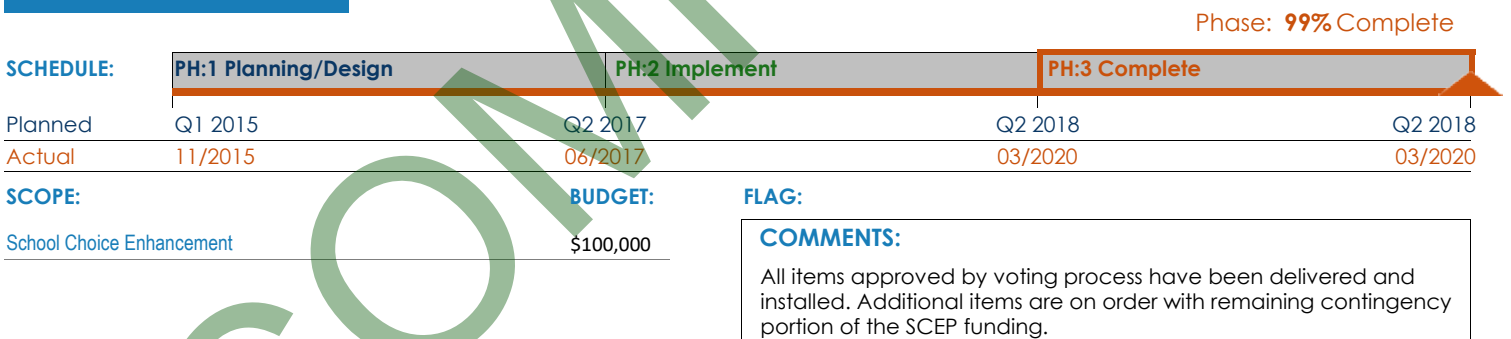 Phase: 99% Complete
SCHEDULE: PH:1 Planning/Design PH:2 Implement PH:3 Complete
Planned Q1 2015 Q2 2017 Q2 2018 Q2 2018
Actual 11/2015 06/2017 03/2020 03/2020
SCOPE: BUDGET: FLAG:
School Choice Enhancement $100,000
COMMENTS:
All items approved by voting process have been delivered and
installed. Additional items are on order with remaining contingency
portion of the SCEP funding.